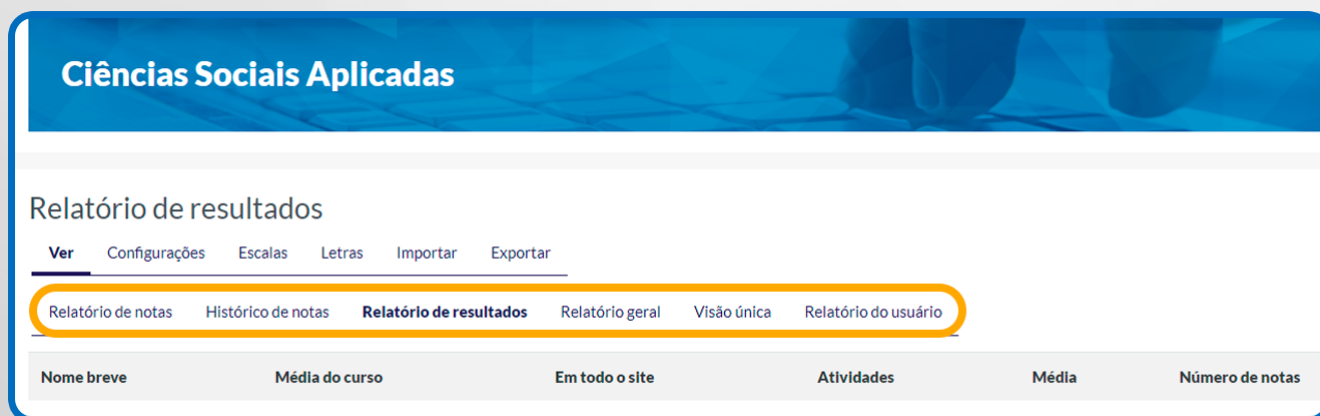 Ciências Sociais Aplicadas
Relatório de resultados
Ver Configurações Escalas Letras Importar Exportar
Relatório de notas Histórico de notas Relatório de resultados Relatório geral Visão única Relatório do usuário
Nome breve Média do curso Em todo o site Atividades Média Número de notas